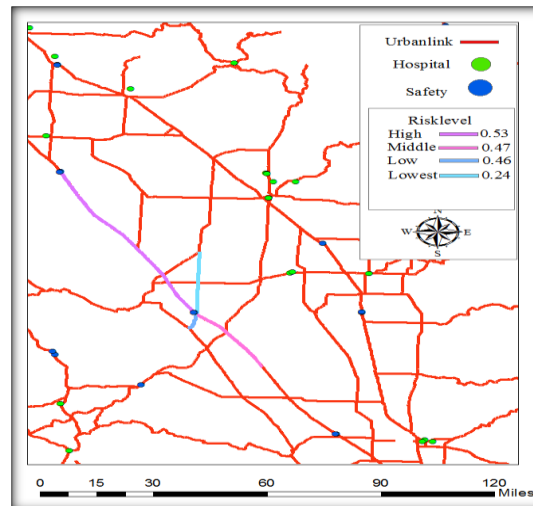 Urbanlink
Hospital
Safety
Risklevel
High 0.53
Middle 0.47
Low 0.46
Lowest 0.24
N
W E
S
0 15 30 60 90 120
Miles